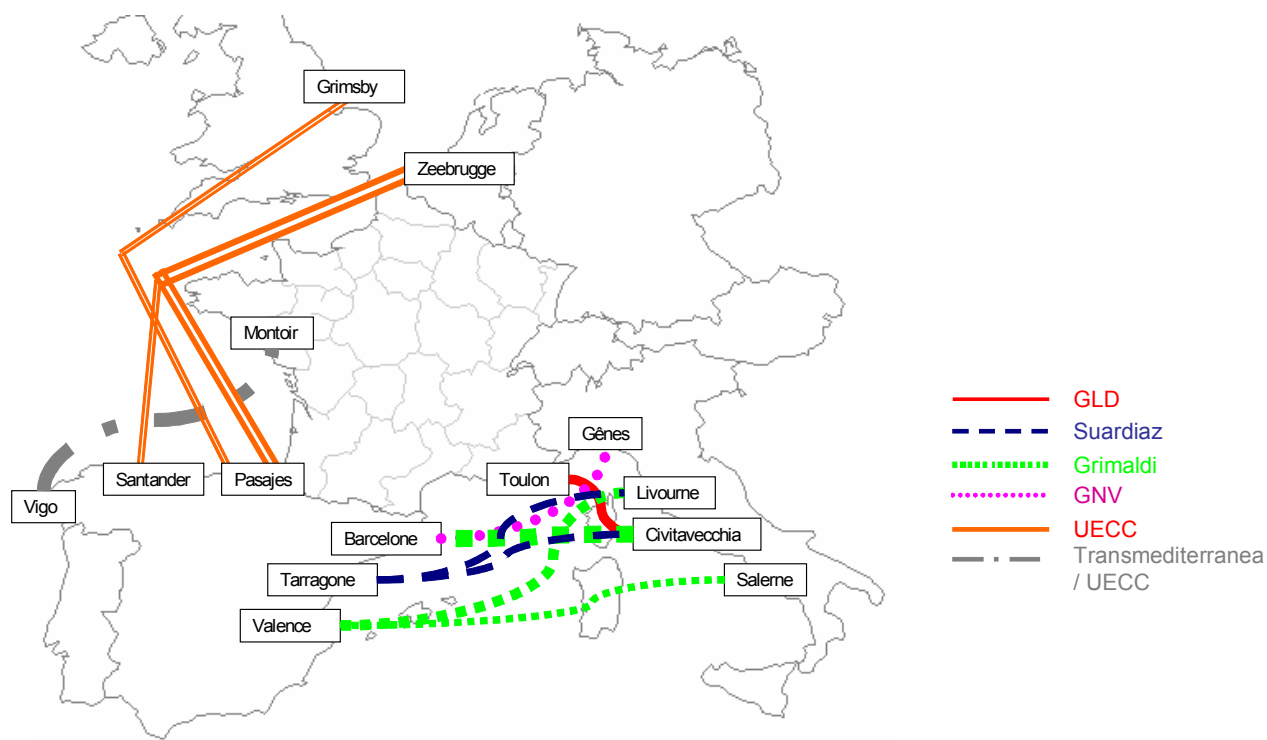 Grimsby
Zeebrugge
Montoir
Gênes
Santander
Pasajes
Toulon
Livourne
Vigo
Barcelone
Civitavecchia
Tarragone
Salerne
Valence
GLD
Suardiaz
Grimaldi
GNV
UECC
Transmediterranea
/ UECC